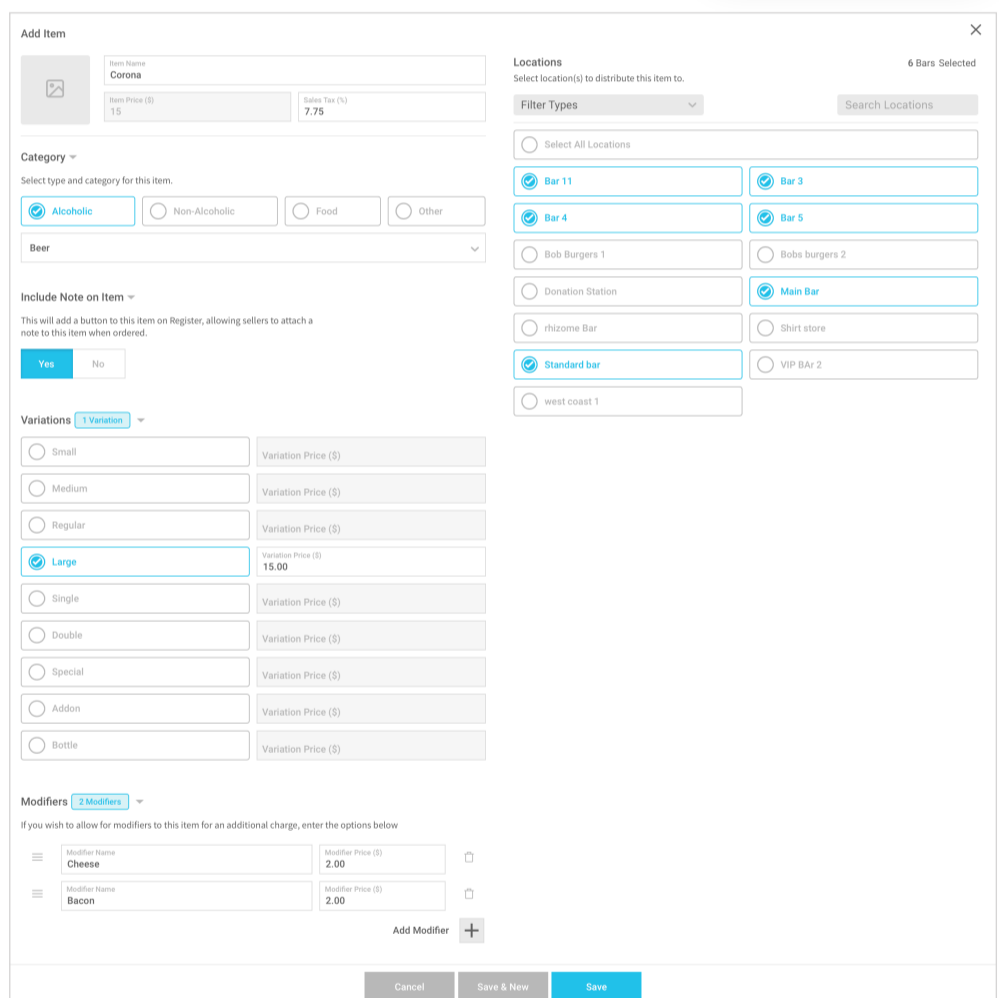 Add Item
Item Name
Corona
Item Price ($)
15
Sales Tax (%)
7.75
Category
Select type and category for this item.
Alcoholic
Non-Alcoholic
Food
Other
Beer
Include Note on Item
This will add a button to this item on Register, allowing sellers to attach a
note to this item when ordered.
Yes
No
Variations
1 Variation
Small
Variation Price ($)
Medium
Variation Price ($)
Regular
Variation Price ($)
Large
Variation Price ($)
15.00
Single
Variation Price ($)
Double
Variation Price ($)
Special
Variation Price ($)
Addon
Variation Price ($)
Bottle
Variation Price ($)
Modifiers
2 Modifiers
If you wish to allow for modifiers to this item for an additional charge, enter the options below
Modifier Name
Cheese
Modifier Price ($)
2.00
Modifier Name
Bacon
Modifier Price ($)
2.00
Add Modifier
Locations
6 Bars Selected
Select location(s) to distribute this item to.
Filter Types
Search Locations
Select All Locations
Bar 11
Bar 3
Bar 4
Bar 5
Bob Burgers 1
Bobs burgers 2
Donation Station
Main Bar
rhizome Bar
Shirt store
Standard bar
VIP BAr 2
west coast 1
Cancel
Save & New
Save